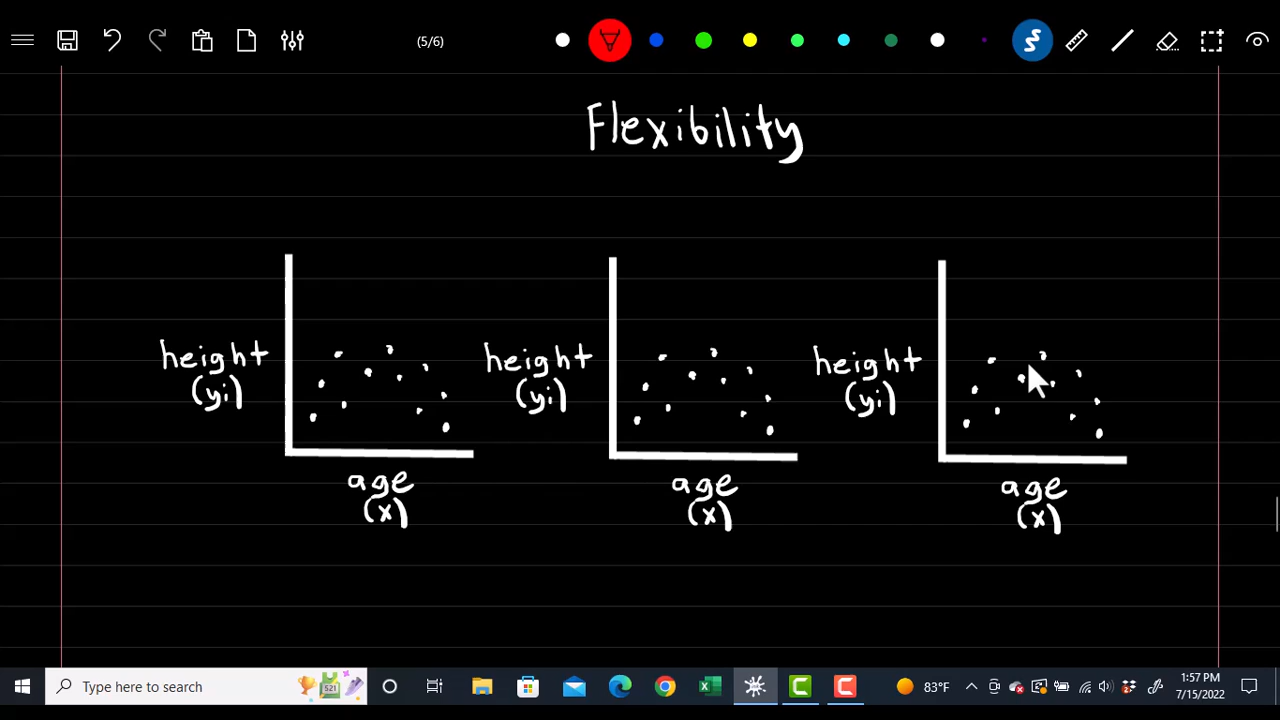 (5/6)
Flexibility
height
(yi)
age
(x)
height
(yi)
age
(x)
height
(yi)
age
(x)
Type here to search
521
83°F
1:57 PM
7/15/2022